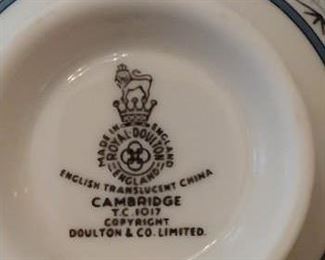 MADE IN ENGLAND
ROYAL·DOULTON
ENGLAND
ENGLISH TRANSLUCENT CHINA
CAMBRIDGE
T.C. 1017
COPYRIGHT
DOULTON & CO. LIMITED.